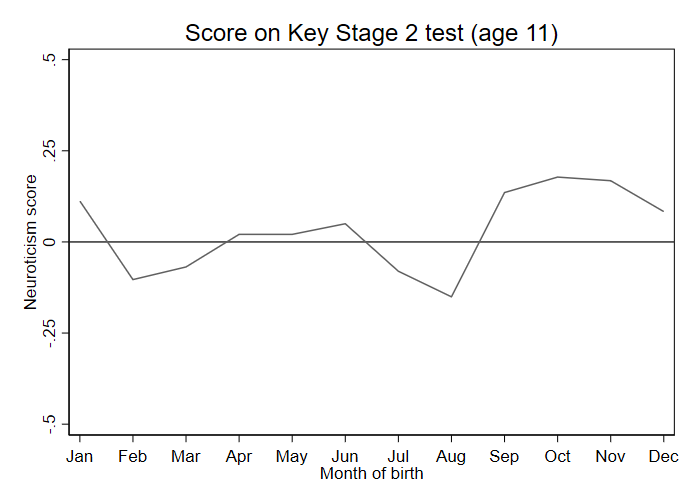 Score on Key Stage 2 test (age 11)
Neuroticism score
.5
.25
0
-.25
-.5
Jan Feb Mar Apr May Jun Jul Aug Sep Oct Nov Dec
Month of birth